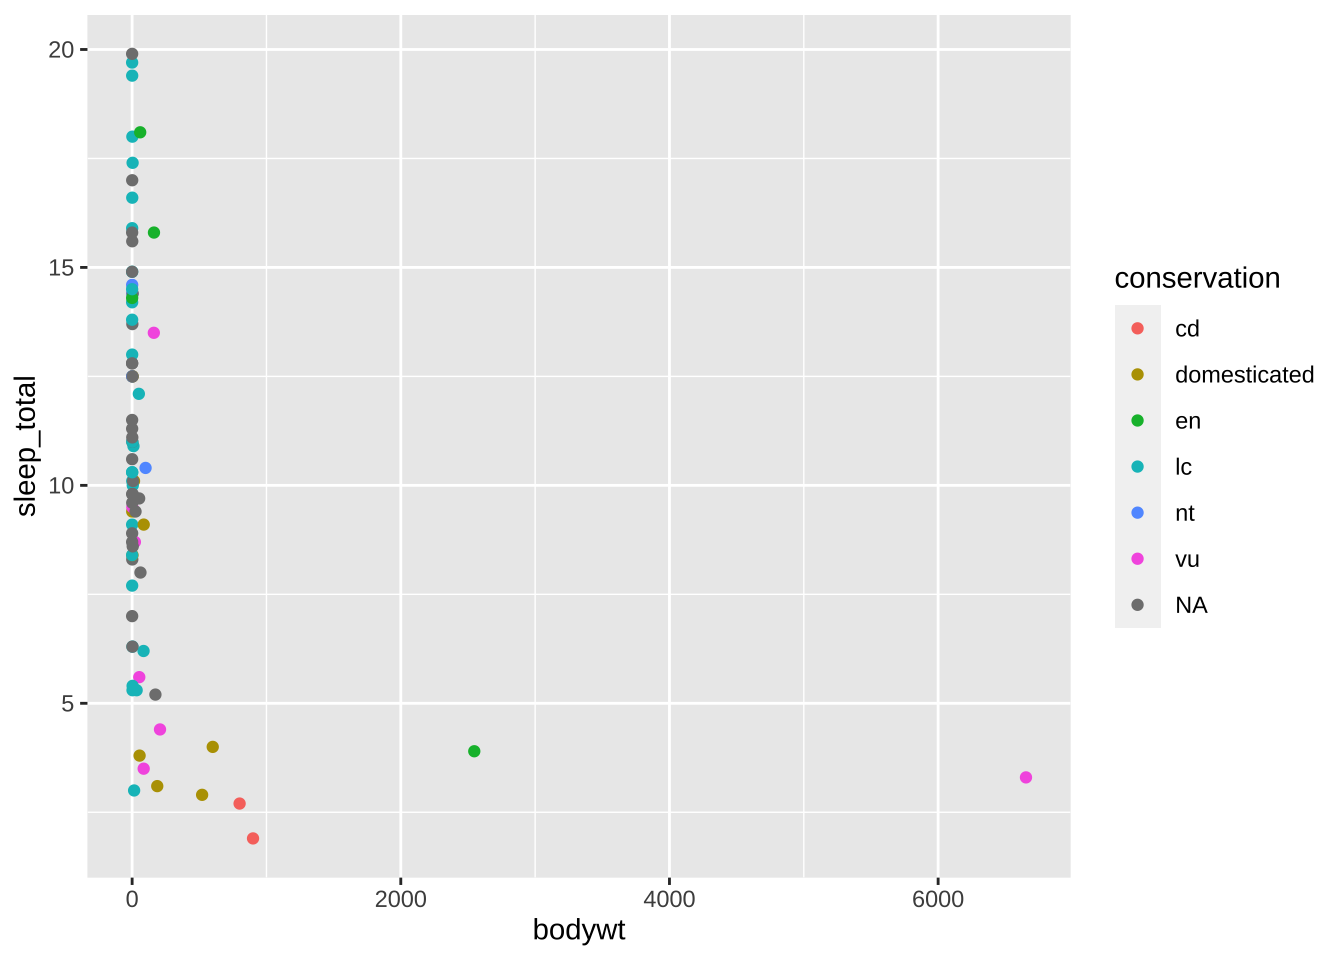 20
15
10
5
sleep_total
0
2000
4000
6000
bodywt
conservation
cd
domesticated
en
lc
nt
vu
NA